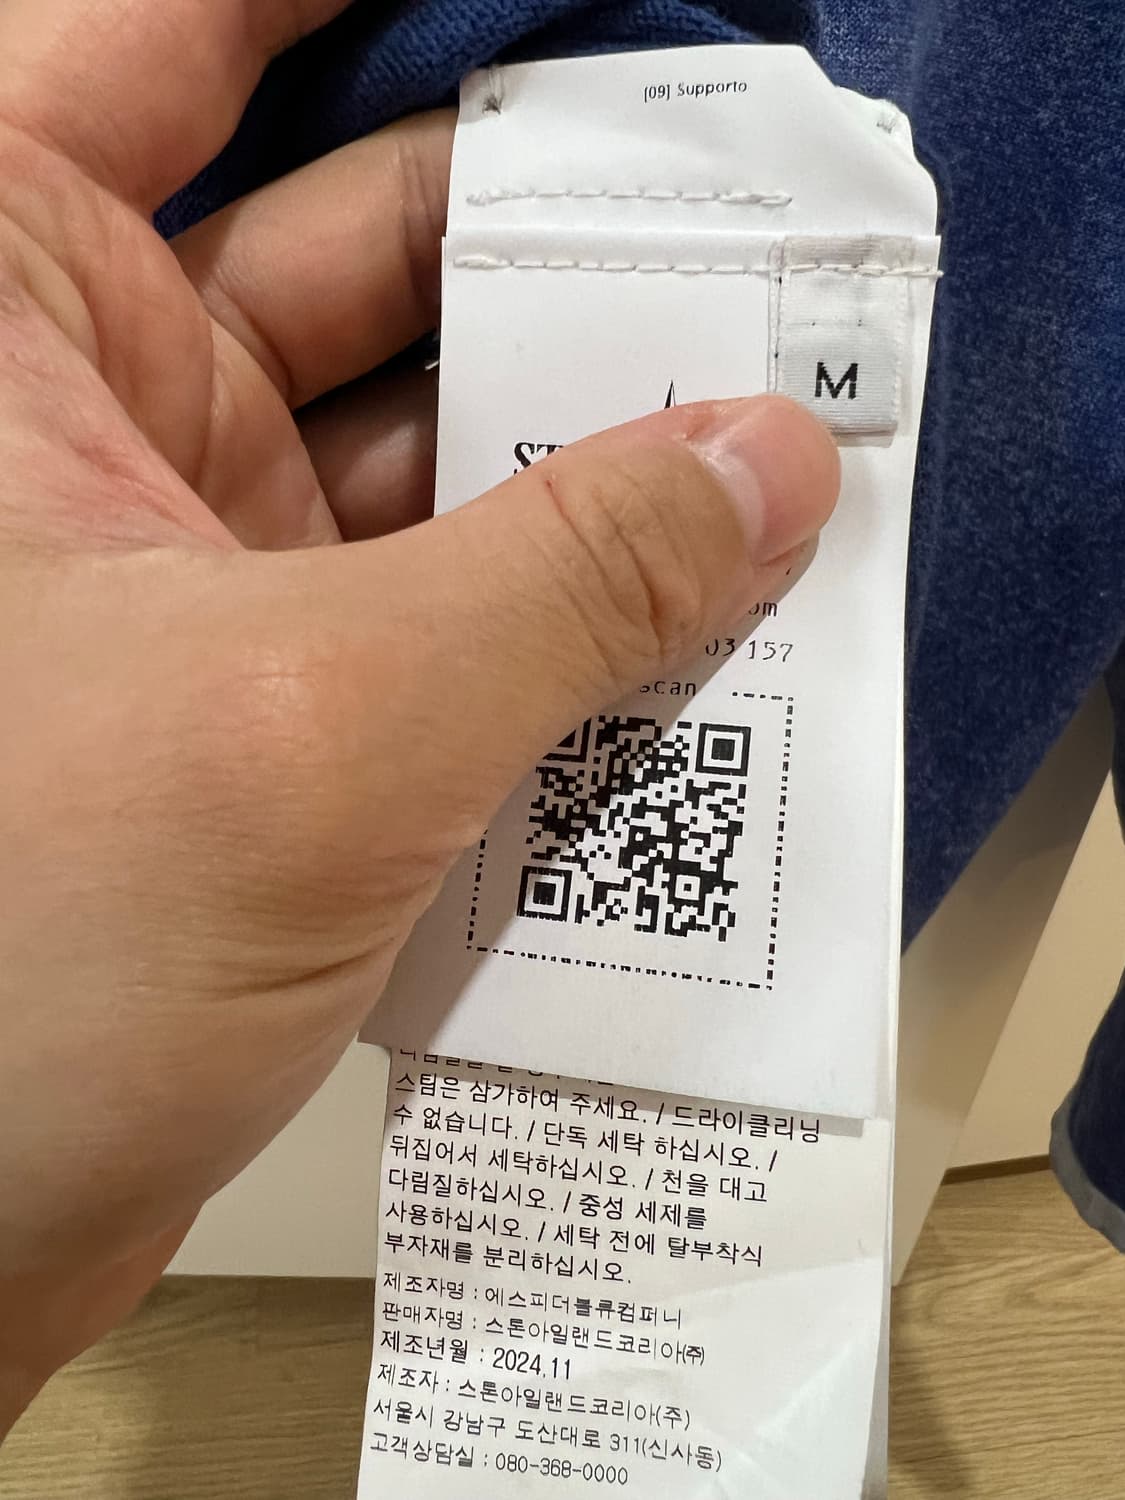 [09] Supporto
M
03 157
scan
스팀은 삼가하여 주세요. / 드라이클리닝
수 없습니다. / 단독 세탁 하십시오. /
뒤집어서 세탁하십시오. / 천을 대고
다림질하십시오. / 중성 세제를
사용하십시오. / 세탁 전에 탈부착식
부자재를 분리하십시오.
제조자명 : 에스피더블류컴퍼니
판매자명 : 스톤아일랜드코리아(주)
제조년월 : 2024.11
제조자 : 스톤아일랜드코리아(주)
서울시 강남구 도산대로 311(신사동)
고객상담실 : 080-368-0000